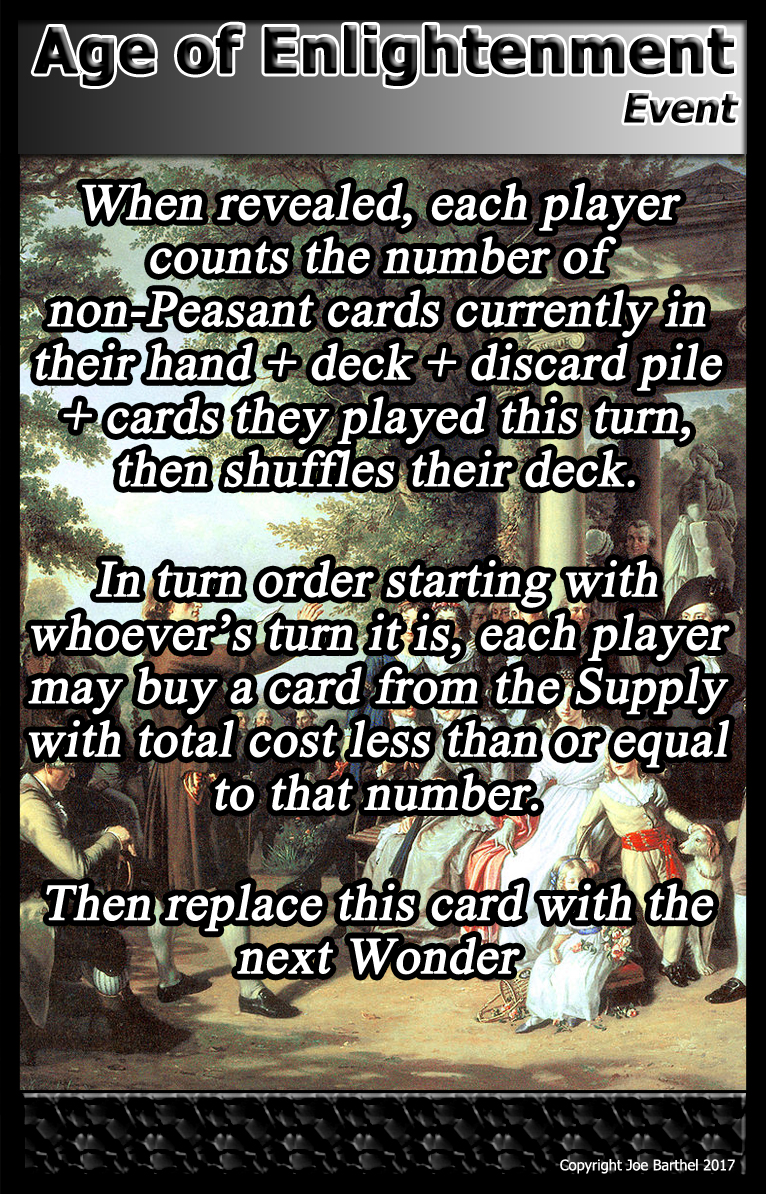 Age of Enlightenment
Event
When revealed, each player
counts the number of
non-Peasant cards currently in
their hand + deck + discard pile
+ cards they played this turn,
then shuffles their deck.
In turn order starting with
whoever’s turn it is, each player
may buy a card from the Supply
with total cost less than or equal
to that number.
Then replace this card with the
next Wonder
Copyright Joe Barthel 2017